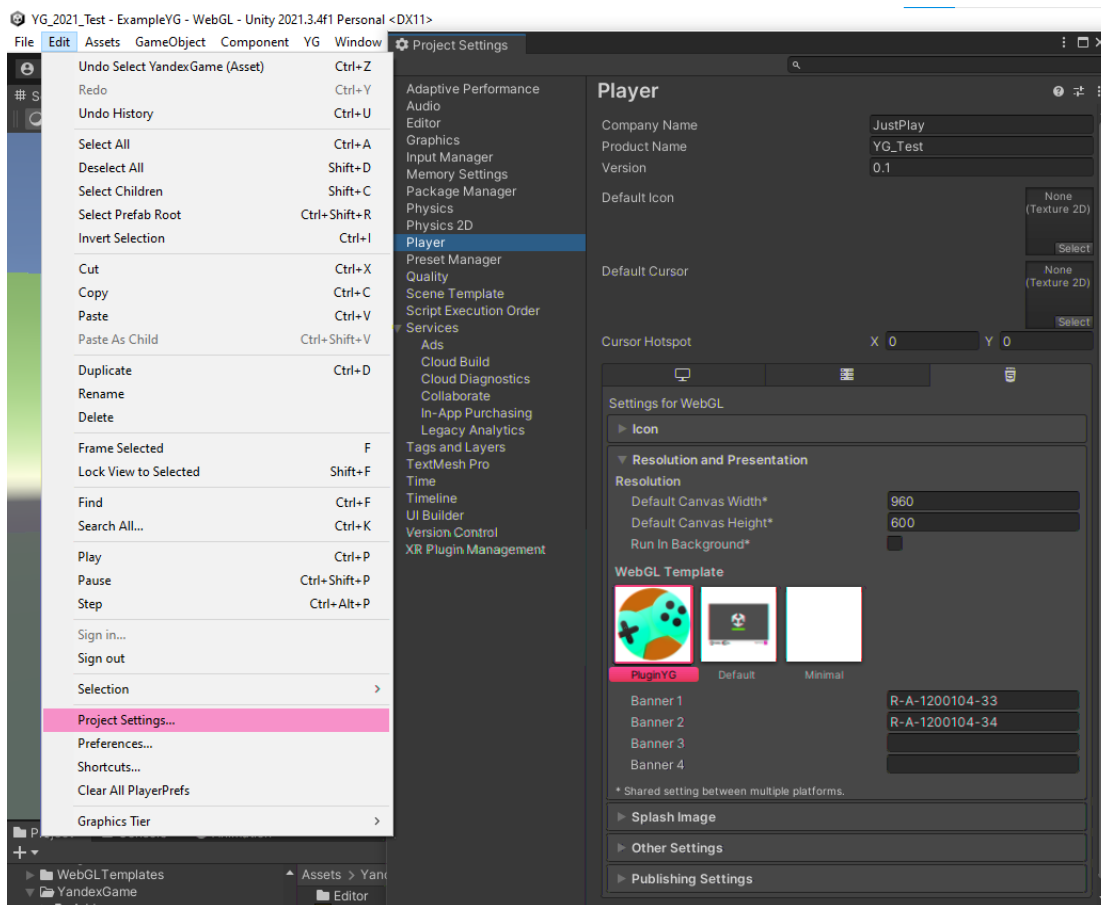 YG_2021_Test - ExampleYG - WebGL - Unity 2021.3.4f1 Personal <DX11>
File Edit Assets GameObject Component YG Window
Undo Select YandexGame (Asset) Ctrl+Z
Redo Ctrl+Y
Undo History Ctrl+U
Select All Ctrl+A
Deselect All Shift+D
Select Children Shift+C
Select Prefab Root Ctrl+Shift+R
Invert Selection Ctrl+I
Cut Ctrl+X
Copy Ctrl+C
Paste Ctrl+V
Paste As Child Ctrl+Shift+V
Duplicate Ctrl+D
Rename
Delete
Frame Selected F
Lock View to Selected Shift+F
Find Ctrl+F
Search All... Ctrl+K
Play Ctrl+P
Pause Ctrl+Shift+P
Step Ctrl+Alt+P
Sign in...
Sign out
Selection
Project Settings...
Preferences...
Shortcuts...
Clear All PlayerPrefs
Graphics Tier
WebGLTemplates
YandexGame
Assets > Yand
Editor
Project Settings
Adaptive Performance
Audio
Editor
Graphics
Input Manager
Memory Settings
Package Manager
Physics
Physics 2D
Player
Preset Manager
Quality
Scene Template
Script Execution Order
Services
Ads
Cloud Build
Cloud Diagnostics
Collaborate
In-App Purchasing
Legacy Analytics
Tags and Layers
TextMesh Pro
Time
Timeline
UI Builder
Version Control
XR Plugin Management
Player
Company Name JustPlay
Product Name YG_Test
Version 0.1
Default Icon None
(Texture 2D)
Select
Default Cursor None
(Texture 2D)
Select
Cursor Hotspot X 0 Y 0
Settings for WebGL
Icon
Resolution and Presentation
Resolution
Default Canvas Width* 960
Default Canvas Height* 600
Run In Background*
WebGL Template
PluginYG Default Minimal
Banner 1 R-A-1200104-33
Banner 2 R-A-1200104-34
Banner 3
Banner 4
* Shared setting between multiple platforms.
Splash Image
Other Settings
Publishing Settings